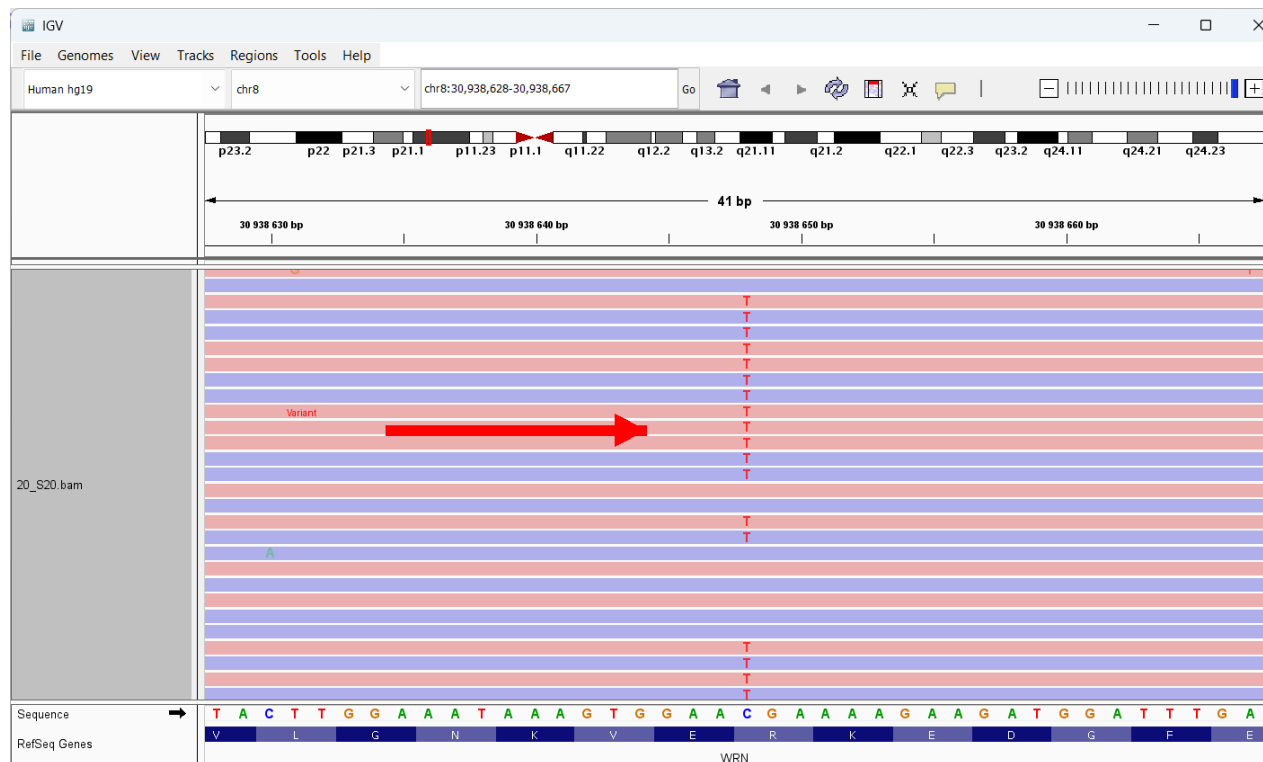 IGV
File Genomes View Tracks Regions Tools Help
Human hg19 chr8 chr8:30,938,628-30,938,667 Go
p23.2 p22 p21.3 p21.1 p11.23 p11.1 q11.22 q12.2 q13.2 q21.11 q21.2 q22.1 q22.3 q23.2 q24.11 q24.21 q24.23
41 bp
30 938 630 bp 30 938 640 bp 30 938 650 bp 30 938 660 bp
T
T
T
T
T
T
T
T
Variant
T
T
T
T
20_S20.bam
T
T
A
T
T
T
T
Sequence T A C T T G G A A A T A A A G T G G A A C G A A A A G A A G A T G G A T T T G A
RefSeq Genes V L G N K V E R K E D G F E
WRN